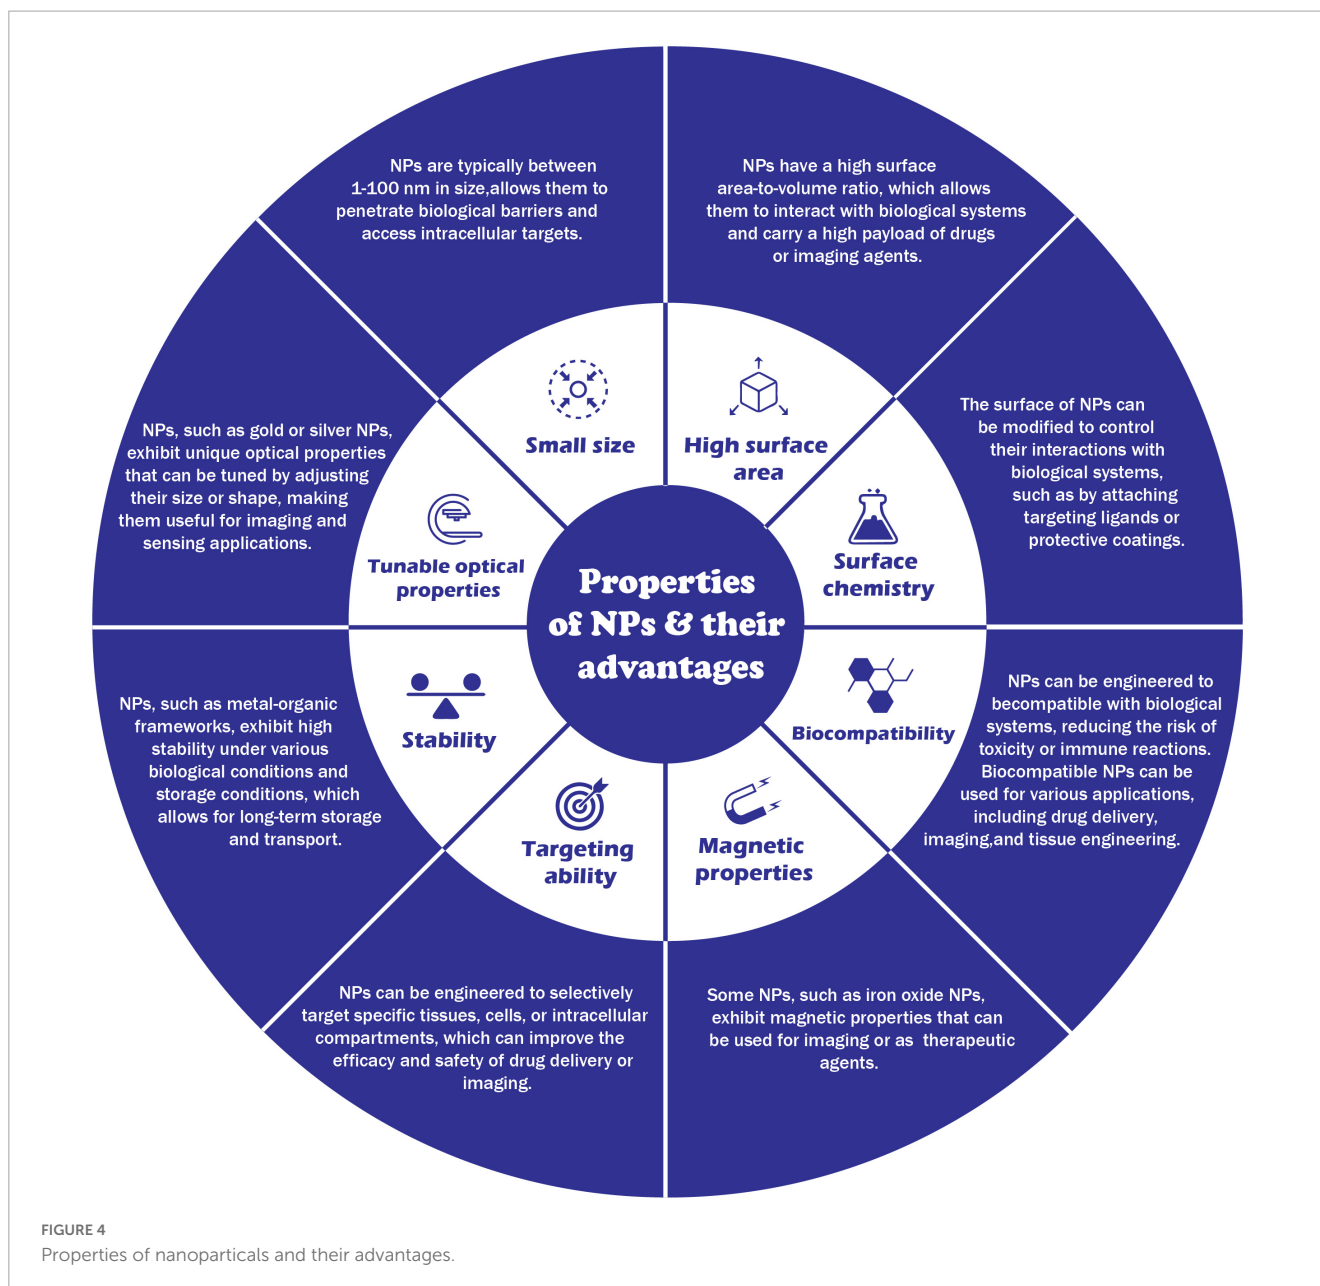 Properties
of NPs & their
advantages
Small size
NPs are typically between
1-100 nm in size,allows them to
penetrate biological barriers and
access intracellular targets.
High surface
area
NPs have a high surface
area-to-volume ratio, which allows
them to interact with biological systems
and carry a high payload of drugs
or imaging agents.
Surface
chemistry
The surface of NPs can
be modified to control
their interactions with
biological systems,
such as by attaching
targeting ligands or
protective coatings.
Biocompatibility
NPs can be engineered to
becompatible with biological
systems, reducing the risk of
toxicity or immune reactions.
Biocompatible NPs can be
used for various applications,
including drug delivery,
imaging,and tissue engineering.
Magnetic
properties
Some NPs, such as iron oxide NPs,
exhibit magnetic properties that can
be used for imaging or as  therapeutic
agents.
Targeting
ability
NPs can be engineered to selectively
target specific tissues, cells, or intracellular
compartments, which can improve the
efficacy and safety of drug delivery or
imaging.
Stability
NPs, such as metal-organic
frameworks, exhibit high
stability under various
biological conditions and
storage conditions, which
allows for long-term storage
and transport.
Tunable optical
properties
NPs, such as gold or silver NPs,
exhibit unique optical properties
that can be tuned by adjusting
their size or shape, making
them useful for imaging and
sensing applications.
FIGURE 4
Properties of nanoparticals and their advantages.